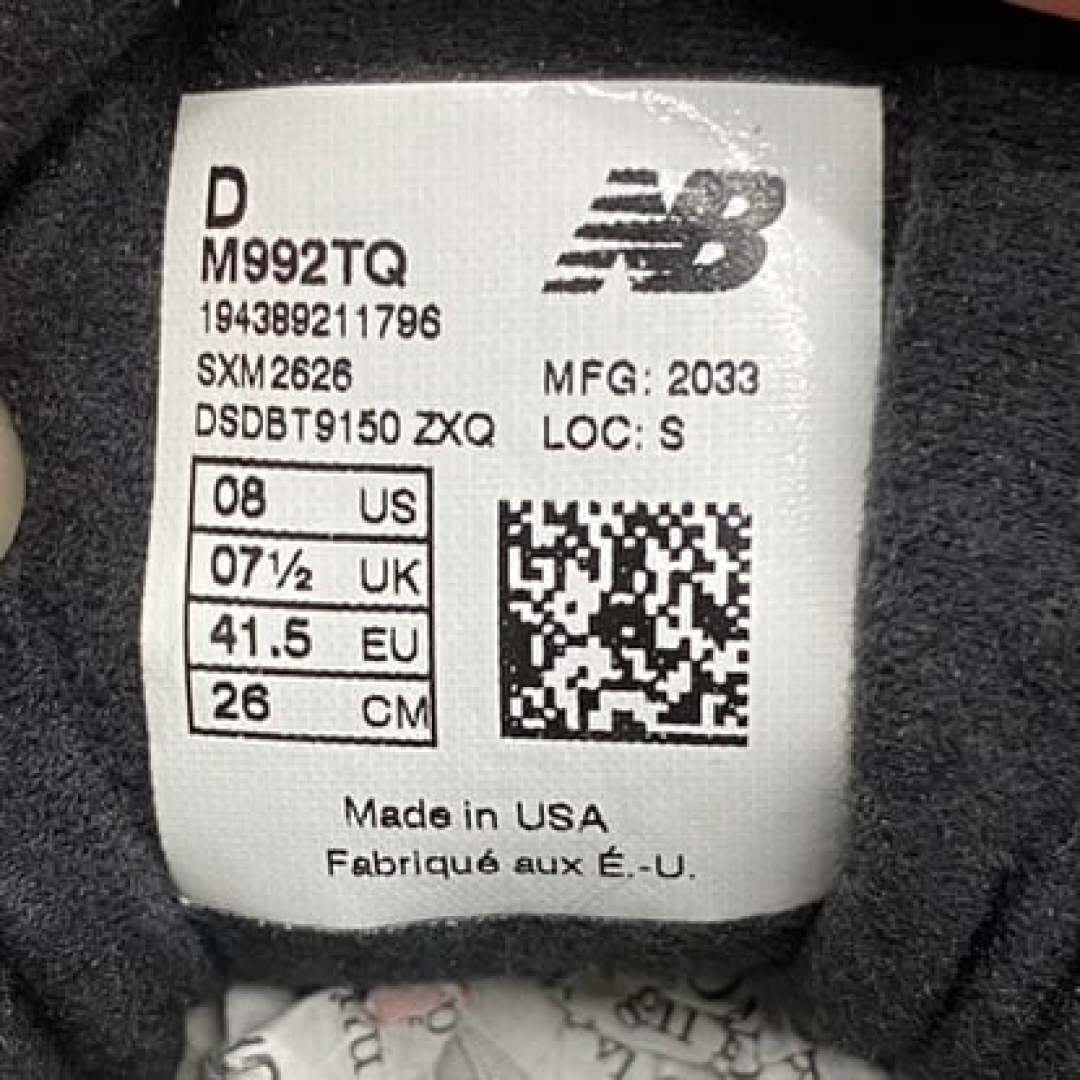 D
NB
M992TQ
194389211796
SXM2626
MFG: 2033
DSDBT9150 ZXQ
LOC: S
08 US
07½ UK
41.5 EU
26 CM
Made in USA
Fabriqué aux É.-U.